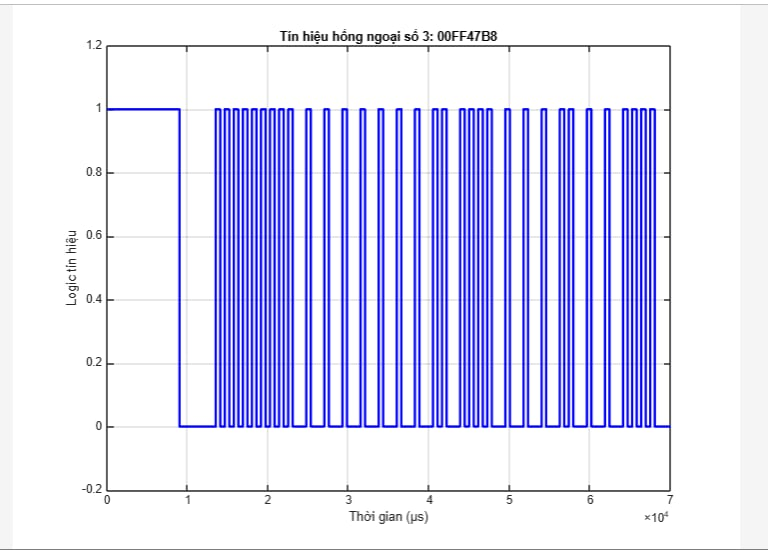 Tín hiệu hồng ngoại số 3: 00FF47B8
1.2
1
0.8
0.6
0.4
0.2
0
-0.2
Logic tín hiệu
0 1 2 3 4 5 6 7
Thời gian (μs)
×10⁴